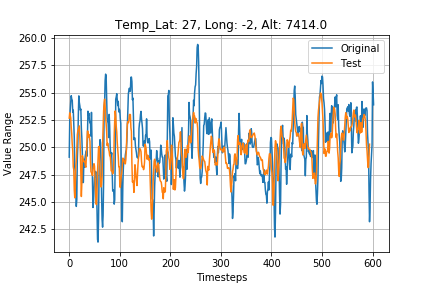 Temp_Lat: 27, Long: -2, Alt: 7414.0
260.0
257.5
255.0
252.5
250.0
247.5
245.0
242.5
Value Range
Original
Test
0 100 200 300 400 500 600
Timesteps